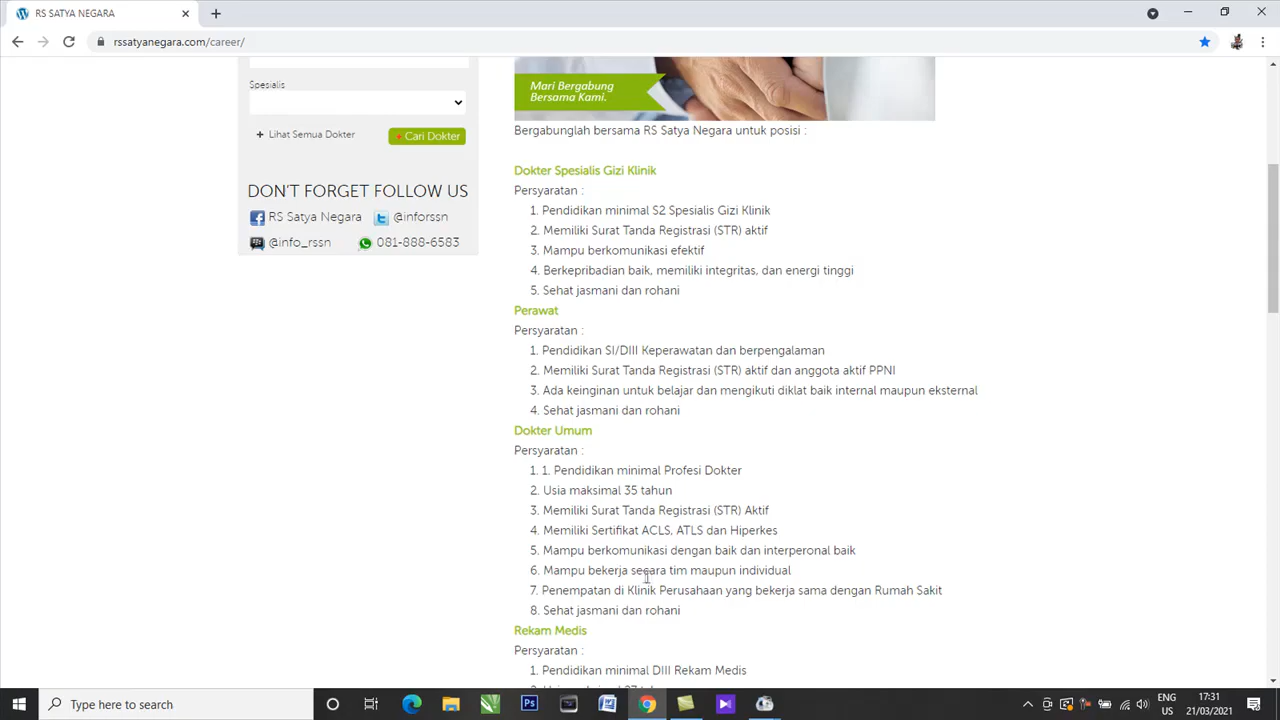 RS SATYA NEGARA
rssatyanegara.com/career/
Spesialis
+ Lihat Semua Dokter
+ Cari Dokter
DON'T FORGET FOLLOW US
RS Satya Negara
@inforssn
@info_rssn
081-888-6583
Mari Bergabung
Bersama Kami.
Bergabunglah bersama RS Satya Negara untuk posisi :
Dokter Spesialis Gizi Klinik
Persyaratan :
1. Pendidikan minimal S2 Spesialis Gizi Klinik
2. Memiliki Surat Tanda Registrasi (STR) aktif
3. Mampu berkomunikasi efektif
4. Berkepribadian baik, memiliki integritas, dan energi tinggi
5. Sehat jasmani dan rohani
Perawat
Persyaratan :
1. Pendidikan SI/DIII Keperawatan dan berpengalaman
2. Memiliki Surat Tanda Registrasi (STR) aktif dan anggota aktif PPNI
3. Ada keinginan untuk belajar dan mengikuti diklat baik internal maupun eksternal
4. Sehat jasmani dan rohani
Dokter Umum
Persyaratan :
1. 1. Pendidikan minimal Profesi Dokter
2. Usia maksimal 35 tahun
3. Memiliki Surat Tanda Registrasi (STR) Aktif
4. Memiliki Sertifikat ACLS, ATLS dan Hiperkes
5. Mampu berkomunikasi dengan baik dan interperonal baik
6. Mampu bekerja secara tim maupun individual
7. Penempatan di Klinik Perusahaan yang bekerja sama dengan Rumah Sakit
8. Sehat jasmani dan rohani
Rekam Medis
Persyaratan :
1. Pendidikan minimal DIII Rekam Medis
Type here to search
ENG
US
17:31
21/03/2021